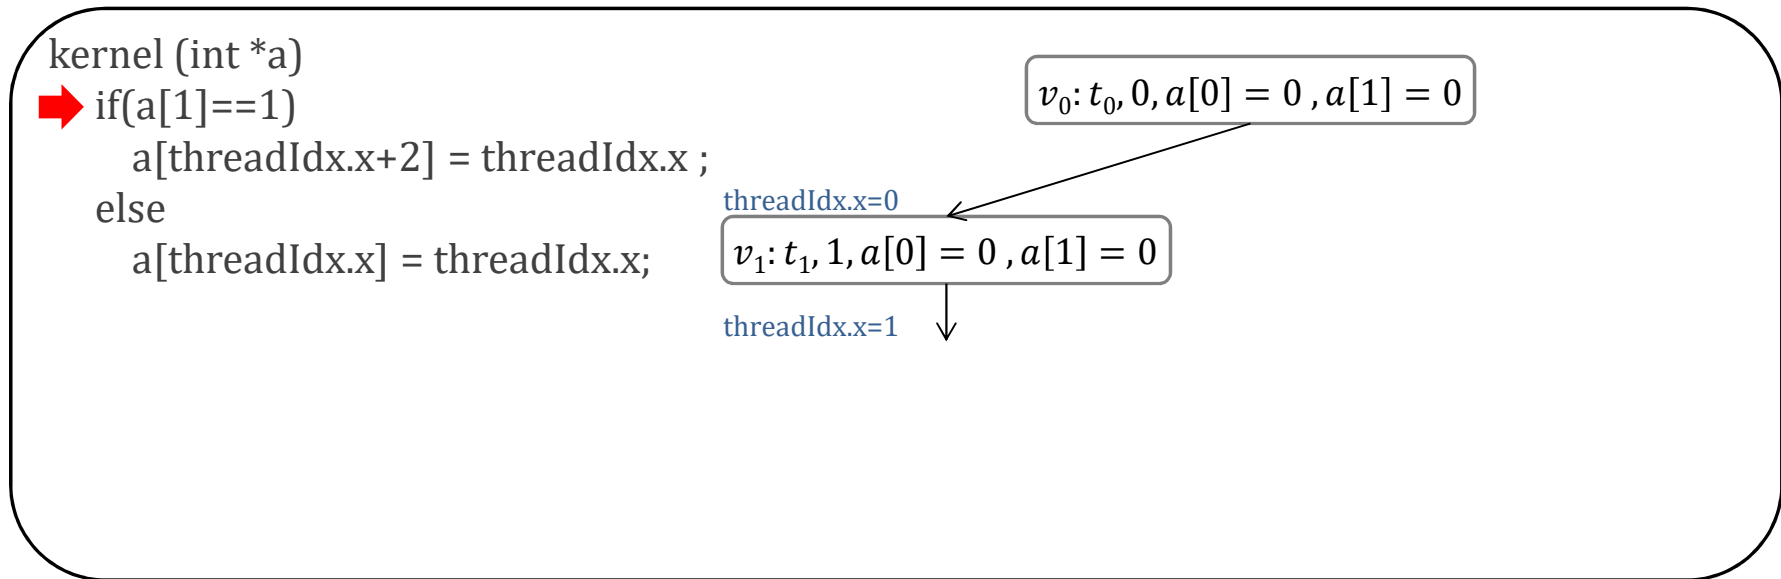 kernel (int *a)
if(a[1]==1)
a[threadIdx.x+2] = threadIdx.x ;
else
a[threadIdx.x] = threadIdx.x;
v₀: t₀, 0, a[0] = 0 , a[1] = 0
threadIdx.x=0
v₁: t₁, 1, a[0] = 0 , a[1] = 0
threadIdx.x=1